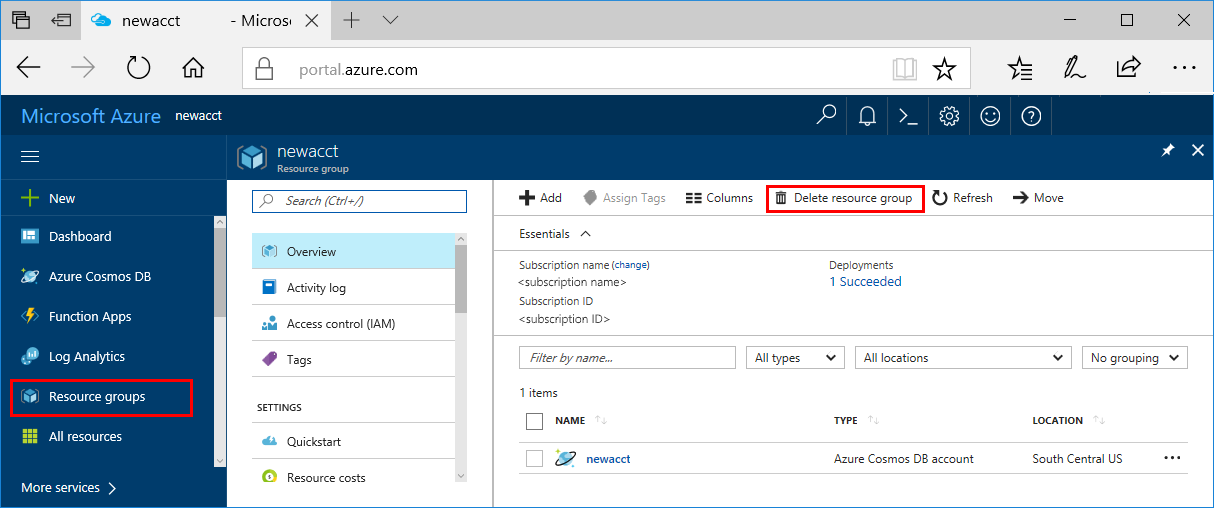 newacct - Microsoft
portal.azure.com
Microsoft Azure newacct
newacct
Resource group
New
Dashboard
Azure Cosmos DB
Function Apps
Log Analytics
Resource groups
All resources
More services
Search (Ctrl+/)
Overview
Activity log
Access control (IAM)
Tags
SETTINGS
Quickstart
Resource costs
Add Assign Tags Columns Delete resource group Refresh Move
Essentials
Subscription name (change) Deployments
<subscription name> 1 Succeeded
Subscription ID
<subscription ID>
Filter by name... All types All locations No grouping
1 items
NAME TYPE LOCATION
newacct Azure Cosmos DB account South Central US